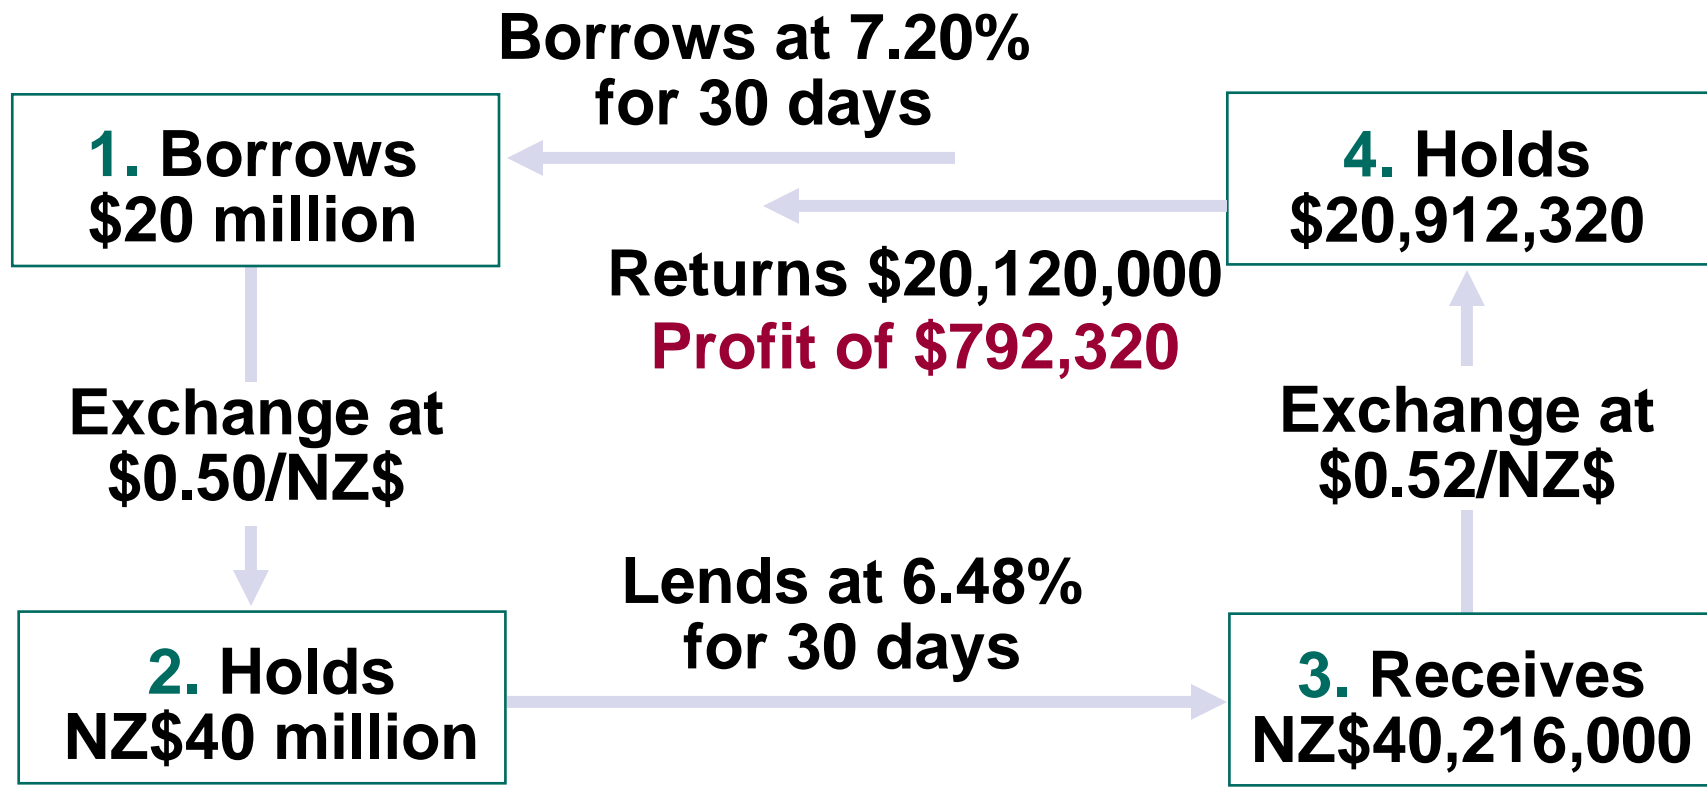 Borrows at 7.20%
for 30 days
1. Borrows
$20 million
4. Holds
$20,912,320
Returns $20,120,000
Profit of $792,320
Exchange at
$0.50/NZ$
Exchange at
$0.52/NZ$
Lends at 6.48%
for 30 days
2. Holds
NZ$40 million
3. Receives
NZ$40,216,000